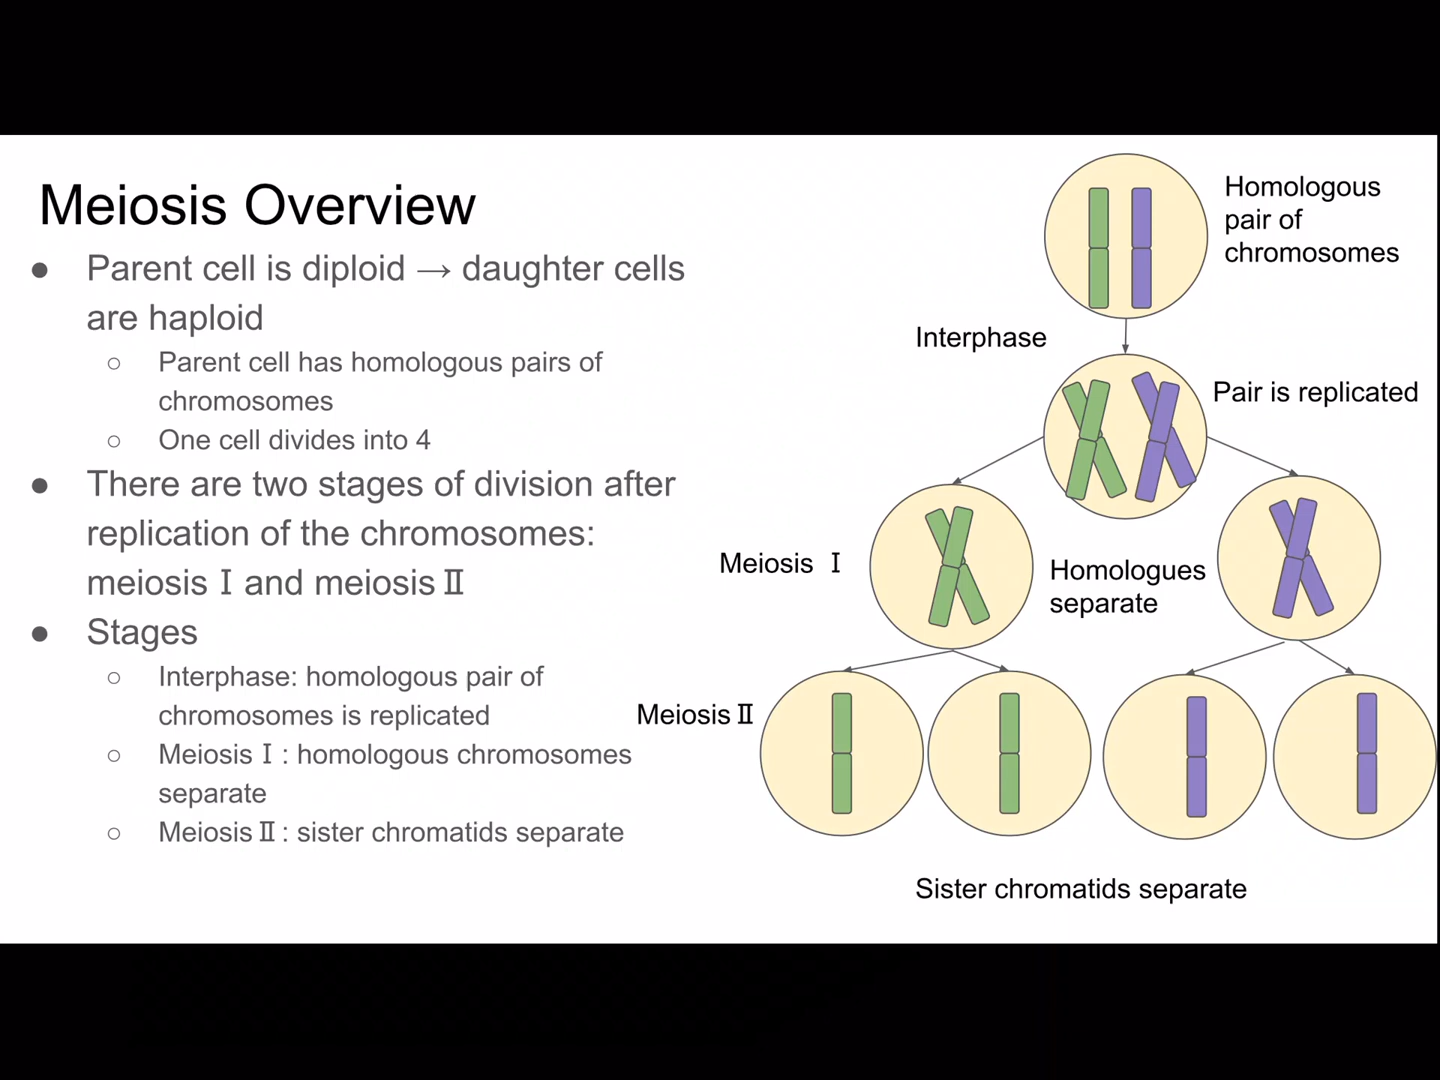 Meiosis Overview
● Parent cell is diploid → daughter cells
are haploid
○ Parent cell has homologous pairs of
chromosomes
○ One cell divides into 4
● There are two stages of division after
replication of the chromosomes:
meiosis Ⅰ and meiosis Ⅱ
● Stages
○ Interphase: homologous pair of
chromosomes is replicated
○ Meiosis Ⅰ : homologous chromosomes
separate
○ Meiosis Ⅱ : sister chromatids separate
Homologous
pair of
chromosomes
Interphase
Pair is replicated
Meiosis Ⅰ
Homologues
separate
Meiosis Ⅱ
Sister chromatids separate